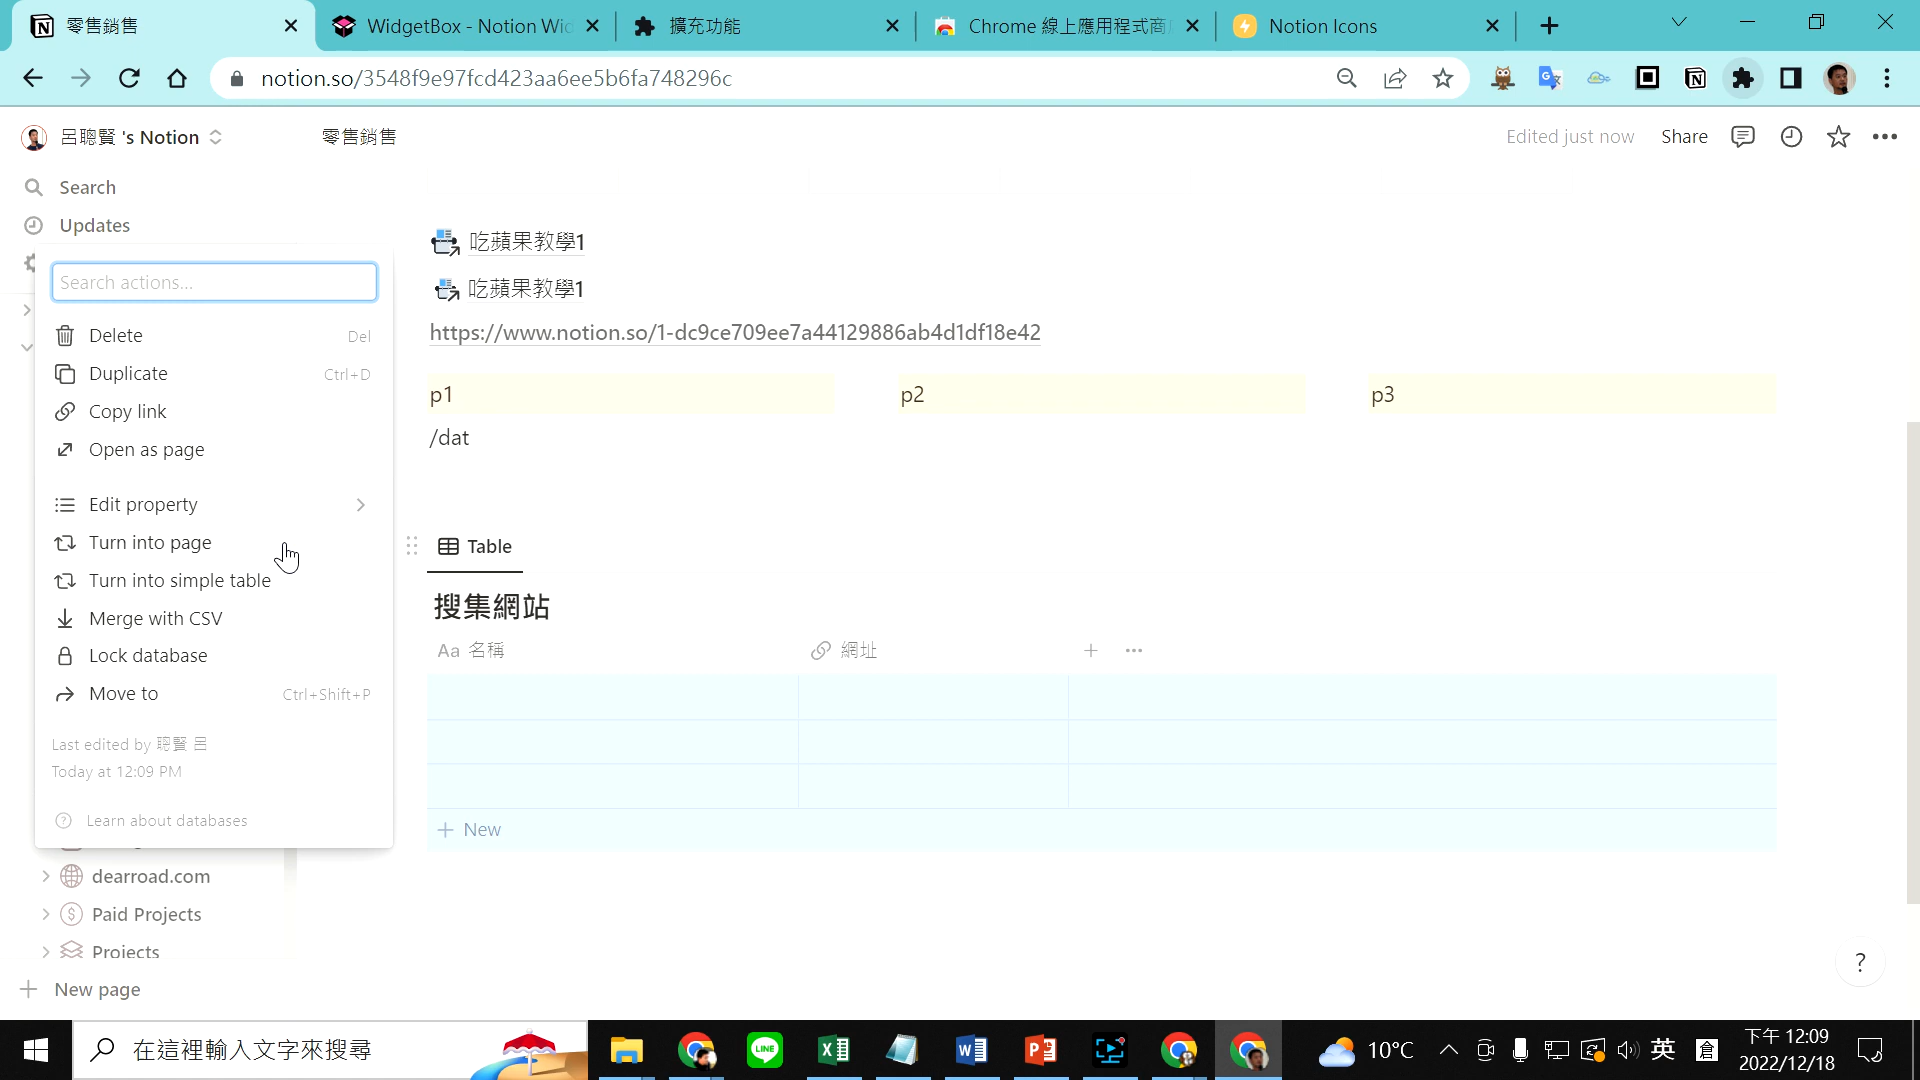 零售銷售
WidgetBox - Notion Wid
擴充功能
Chrome 線上應用程式商店
Notion Icons
notion.so/3548f9e97fcd423aa6ee5b6fa748296c
呂聰賢 's Notion
零售銷售
Edited just now
Share
Search
Updates
Search actions...
Delete Del
Duplicate Ctrl+D
Copy link
Open as page
Edit property
Turn into page
Turn into simple table
Merge with CSV
Lock database
Move to Ctrl+Shift+P
Last edited by 聰賢 呂
Today at 12:09 PM
Learn about databases
dearroad.com
Paid Projects
Projects
New page
吃蘋果教學1
吃蘋果教學1
https://www.notion.so/1-dc9ce709ee7a44129886ab4d1df18e42
p1 p2 p3
/dat
Table
搜集網站
Aa 名稱 網址
New
?
在這裡輸入文字來搜尋
LINE
10°C
英
倉
下午 12:09
2022/12/18